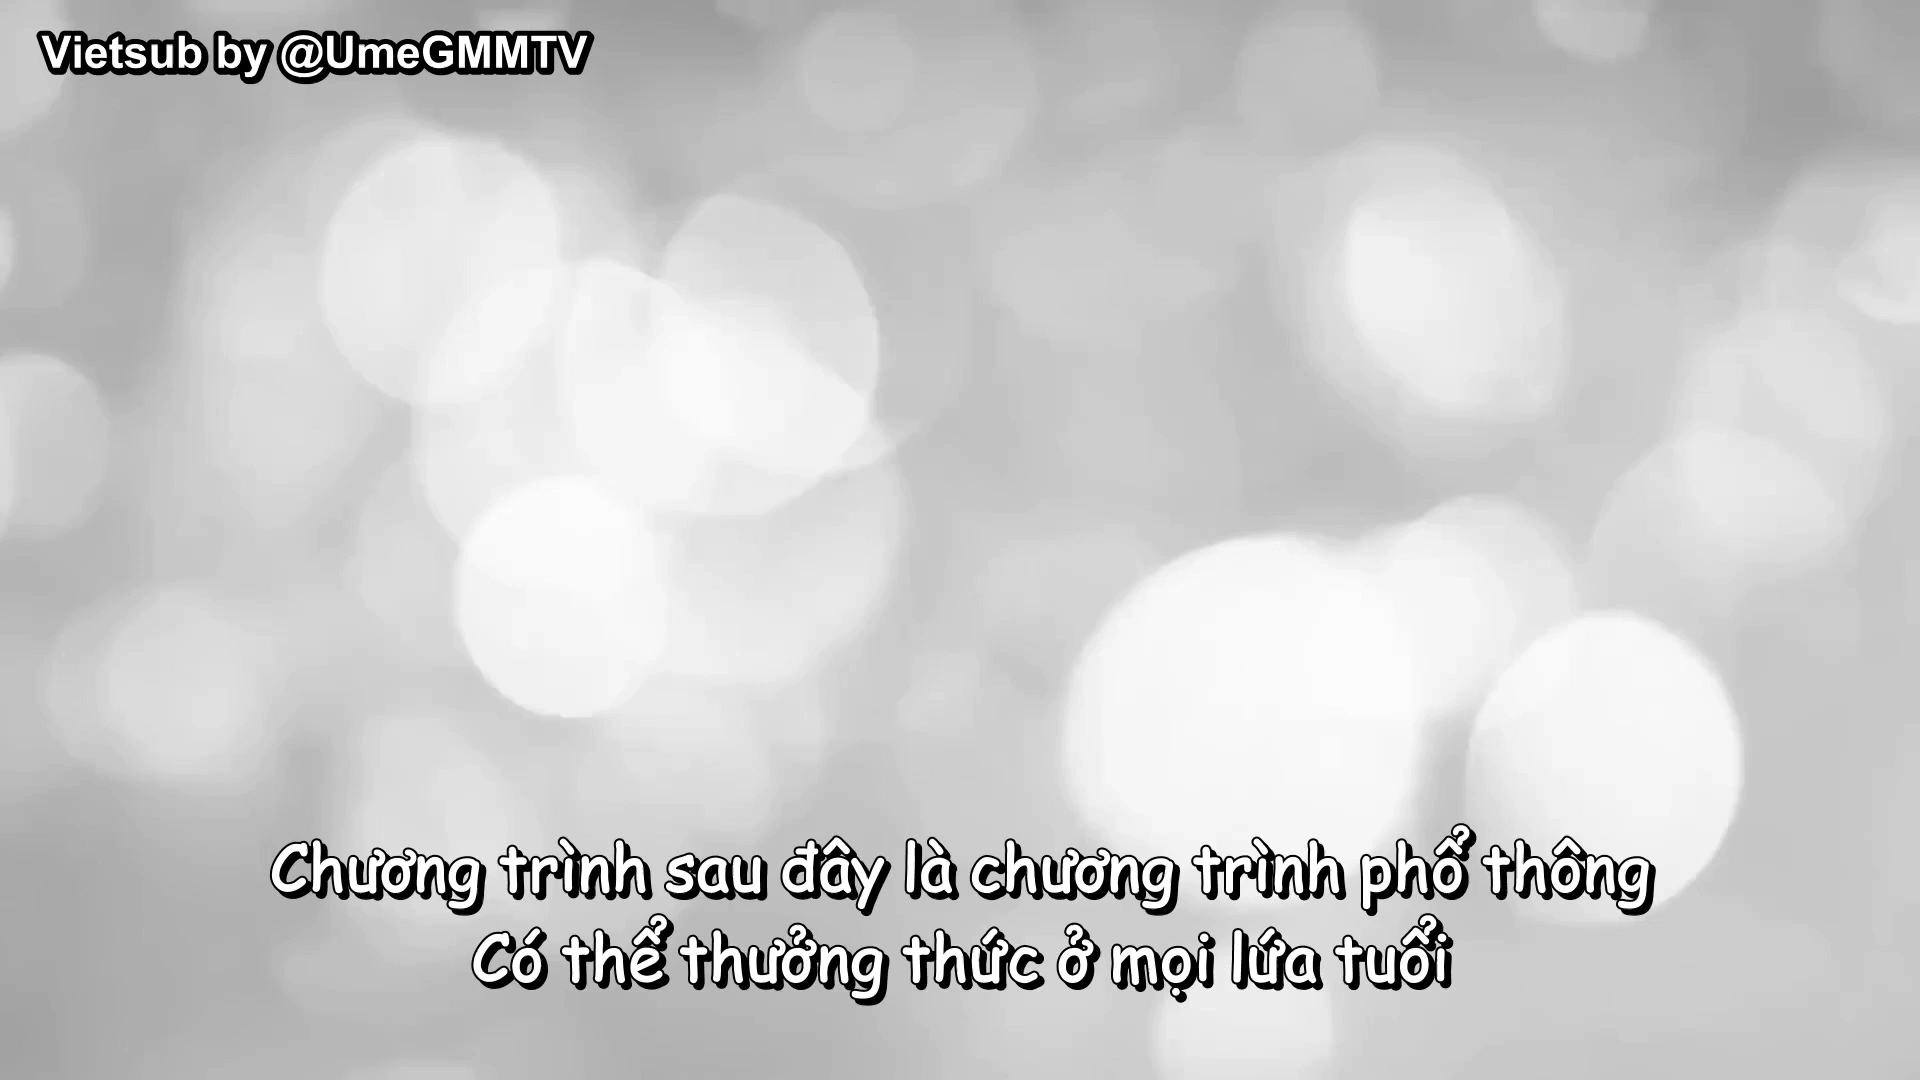 Vietsub by @UmeGMMTV
Chương trình sau đây là chương trình phổ thông
Có thể thưởng thức ở mọi lứa tuổi